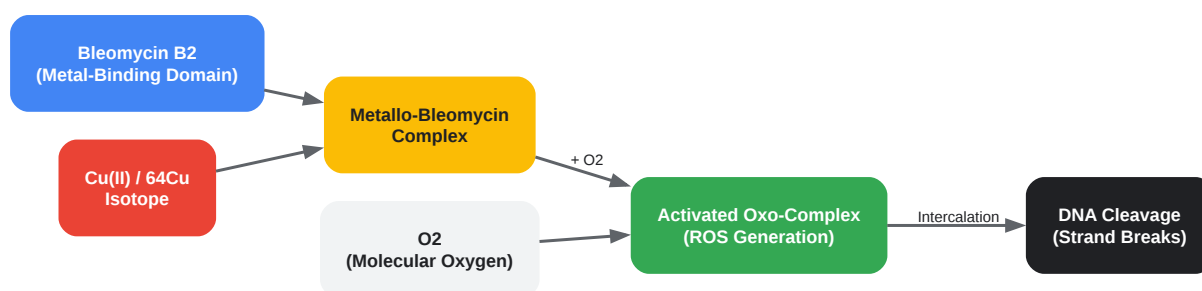 Bleomycin B2
(Metal-Binding Domain)
Cu(II) / 64Cu
Isotope
Metallo-Bleomycin
Complex
+ O2
O2
(Molecular Oxygen)
Activated Oxo-Complex
(ROS Generation)
Intercalation
DNA Cleavage
(Strand Breaks)